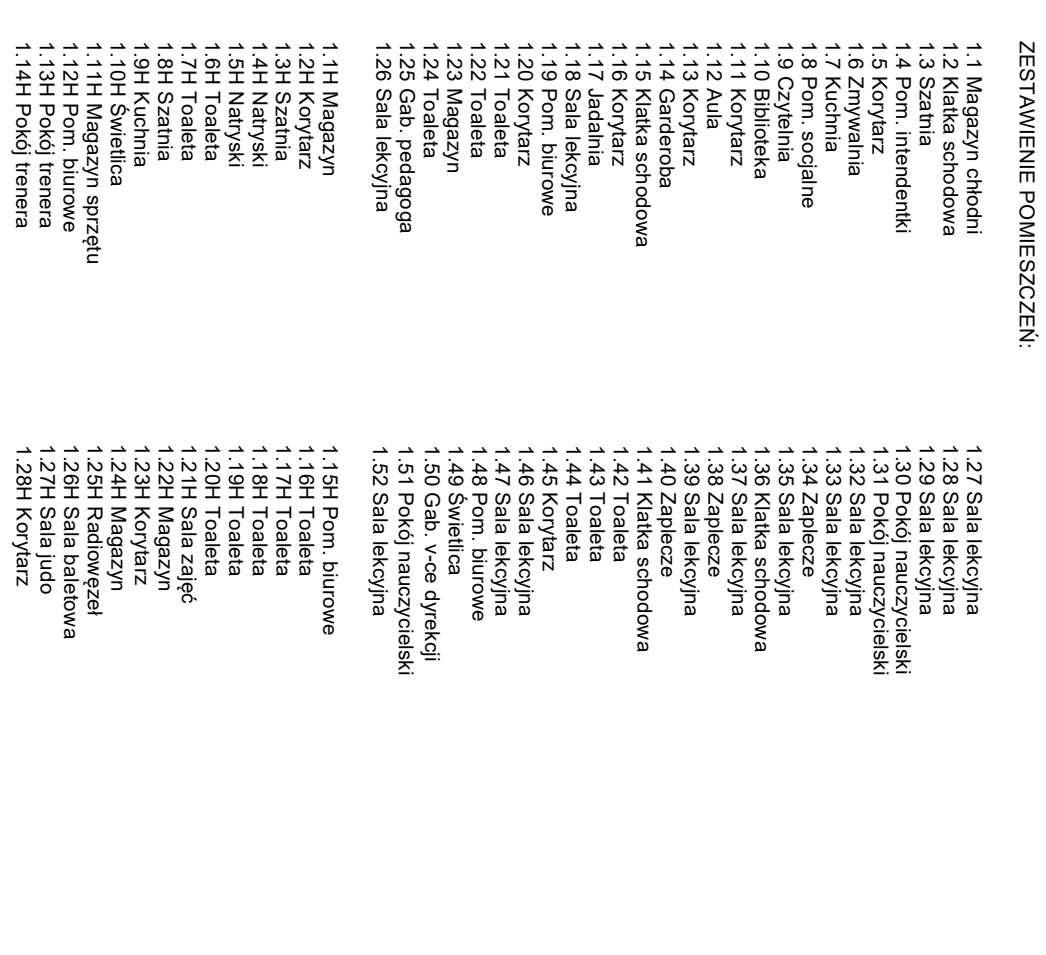 ZESTAWIENIE POMIESZCZEŃ:
1.1 Magazyn chłodni
1.2 Klatka schodowa
1.3 Szatnia
1.4 Pom. intendentki
1.5 Korytarz
1.6 Zmywalnia
1.7 Kuchnia
1.8 Pom. socjalne
1.9 Czytelnia
1.10 Biblioteka
1.11 Korytarz
1.12 Aula
1.13 Korytarz
1.14 Garderoba
1.15 Klatka schodowa
1.16 Korytarz
1.17 Jadalnia
1.18 Sala lekcyjna
1.19 Pom. biurowe
1.20 Korytarz
1.21 Toaleta
1.22 Toaleta
1.23 Magazyn
1.24 Toaleta
1.25 Gab. pedagoga
1.26 Sala lekcyjna
1.27 Sala lekcyjna
1.28 Sala lekcyjna
1.29 Sala lekcyjna
1.30 Pokój nauczycielski
1.31 Pokój nauczycielski
1.32 Sala lekcyjna
1.33 Sala lekcyjna
1.34 Zaplecze
1.35 Sala lekcyjna
1.36 Klatka schodowa
1.37 Sala lekcyjna
1.38 Zaplecze
1.39 Sala lekcyjna
1.40 Zaplecze
1.41 Klatka schodowa
1.42 Toaleta
1.43 Toaleta
1.44 Toaleta
1.45 Korytarz
1.46 Sala lekcyjna
1.47 Sala lekcyjna
1.48 Pom. biurowe
1.49 Świetlica
1.50 Gab. v-ce dyrekcji
1.51 Pokój nauczycielski
1.52 Sala lekcyjna
1.1H Magazyn
1.2H Korytarz
1.3H Szatnia
1.4H Natryski
1.5H Natryski
1.6H Toaleta
1.7H Toaleta
1.8H Szatnia
1.9H Kuchnia
1.10H Świetlica
1.11H Magazyn sprzętu
1.12H Pom. biurowe
1.13H Pokój trenera
1.14H Pokój trenera
1.15H Pom. biurowe
1.16H Toaleta
1.17H Toaleta
1.18H Toaleta
1.19H Toaleta
1.20H Toaleta
1.21H Sala zajęć
1.22H Magazyn
1.23H Korytarz
1.24H Magazyn
1.25H Radiowęzeł
1.26H Sala baletowa
1.27H Sala judo
1.28H Korytarz